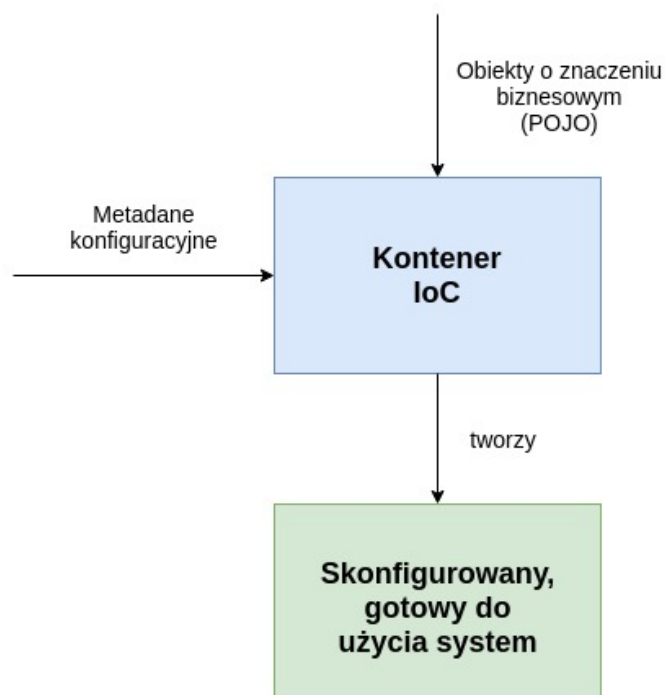 Obiekty o znaczeniu
biznesowym
(POJO)
Metadane
konfiguracyjne
Kontener
IoC
tworzy
Skonfigurowany,
gotowy do
użycia system